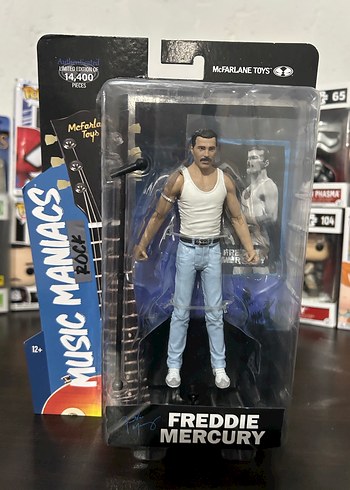 Authenticated
LIMITED EDITION OF
14,400
PIECES
McFARLANE TOYS
McFarlane
Toys
MUSIC MANIACS
ROCK
12+
FREDDIE
MERCURY
65
PHASMA
104